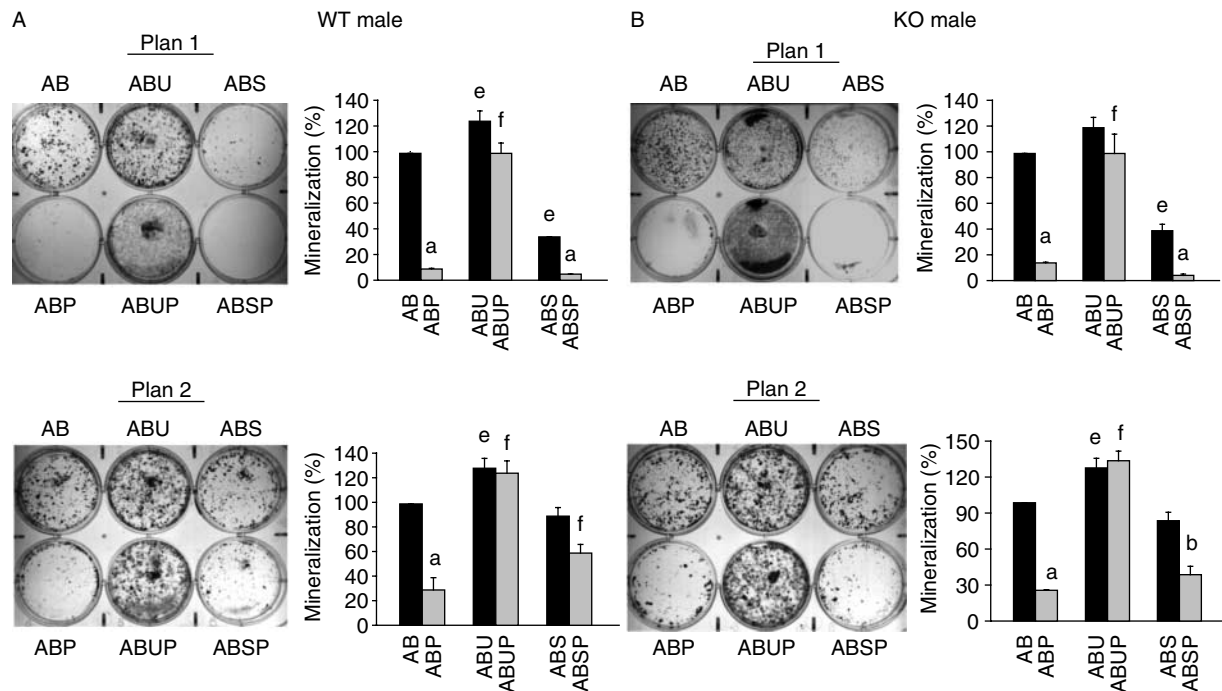 A
WT male
Plan 1
AB ABU ABS
ABP ABUP ABSP
Mineralization (%)
140
120
100
80
60
40
20
0
a
e
f
e
a
AB
ABP
ABU
ABUP
ABS
ABSP
B
KO male
Plan 1
AB ABU ABS
ABP ABUP ABSP
Mineralization (%)
140
120
100
80
60
40
20
0
a
e
f
e
a
AB
ABP
ABU
ABUP
ABS
ABSP
Plan 2
AB ABU ABS
ABP ABUP ABSP
Mineralization (%)
140
120
100
80
60
40
20
0
a
e
f
f
AB
ABP
ABU
ABUP
ABS
ABSP
Plan 2
AB ABU ABS
ABP ABUP ABSP
Mineralization (%)
150
120
90
60
30
0
a
e
f
b
AB
ABP
ABU
ABUP
ABS
ABSP